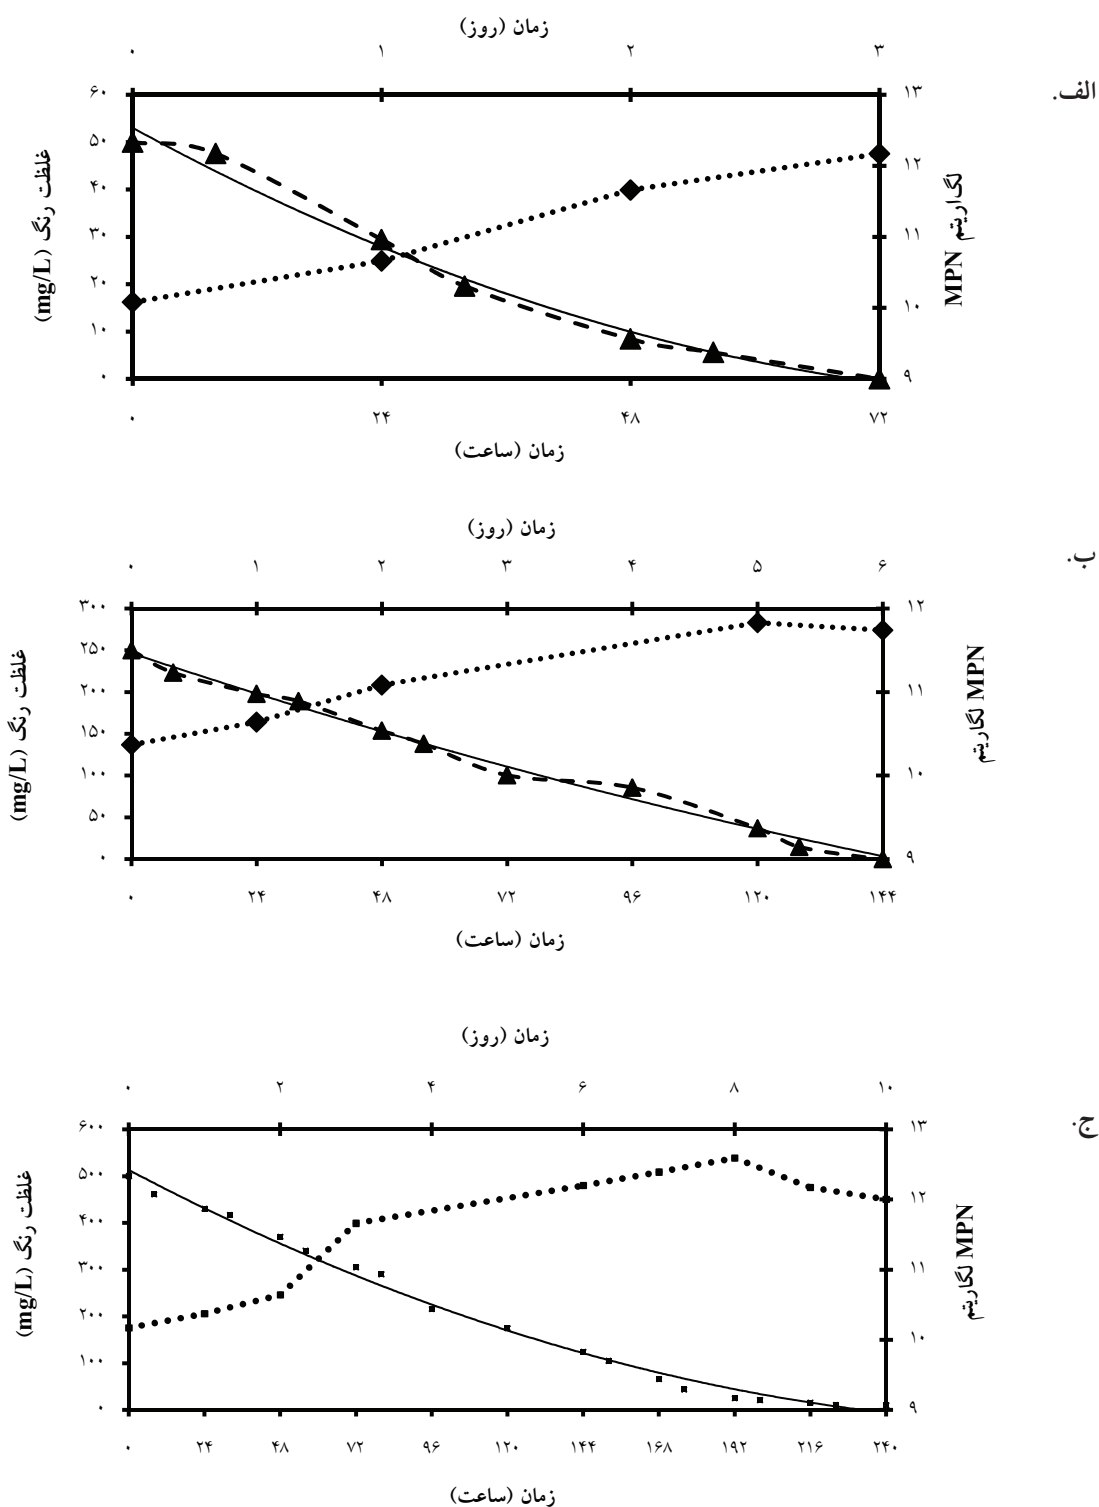 الف.
زمان (روز)
۰ ۱ ۲ ۳
۶۰ ۱۳
۵۰
۱۲
۴۰
۳۰ ۱۱
۲۰
۱۰
۱۰
۰ ۹
غلظت رنگ (mg/L)
لگاریتم MPN
۰ ۲۴ ۴۸ ۷۲
زمان (ساعت)
ب.
زمان (روز)
۰ ۱ ۲ ۳ ۴ ۵ ۶
۳۰۰ ۱۲
۲۵۰
۲۰۰ ۱۱
۱۵۰
۱۰۰ ۱۰
۵۰
۰ ۹
غلظت رنگ (mg/L)
لگاریتم MPN
۰ ۲۴ ۴۸ ۷۲ ۹۶ ۱۲۰ ۱۴۴
زمان (ساعت)
ج.
زمان (روز)
۰ ۲ ۴ ۶ ۸ ۱۰
۶۰۰ ۱۳
۵۰۰
۱۲
۴۰۰
۳۰۰ ۱۱
۲۰۰
۱۰
۱۰۰
۰ ۹
غلظت رنگ (mg/L)
لگاریتم MPN
۰ ۲۴ ۴۸ ۷۲ ۹۶ ۱۲۰ ۱۴۴ ۱۶۸ ۱۹۲ ۲۱۶ ۲۴۰
زمان (ساعت)